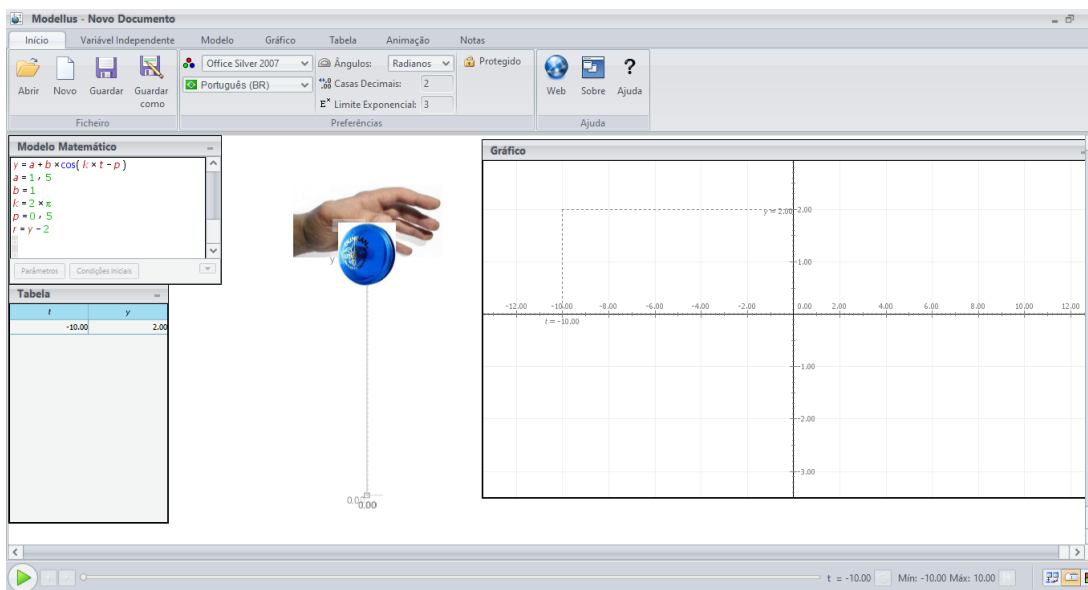 Modellus - Novo Documento
Início Variável Independente Modelo Gráfico Tabela Animação Notas
Abrir Novo Guardar Guardar como
Ficheiro
Office Silver 2007
Português (BR)
Ângulos: Radianos
Casas Decimais: 2
Limite Exponencial: 3
Protegido
Preferências
Web Sobre Ajuda
Ajuda
Modelo Matemático
y = a + b ×cos( k × t - p )
a = 1 , 5
b = 1
k = 2 × π
p = 0 , 5
r = y - 2
Parâmetros Condições Iniciais
Tabela
t y
-10.00 2.00
y
0.00
0.00
Gráfico
y = 2.00 2.00
1.00
-12.00 -10.00 -8.00 -6.00 -4.00 -2.00 0.00 2.00 4.00 6.00 8.00 10.00 12.00
t = -10.00
-1.00
-2.00
-3.00
t = -10.00 Mín: -10.00 Máx: 10.00